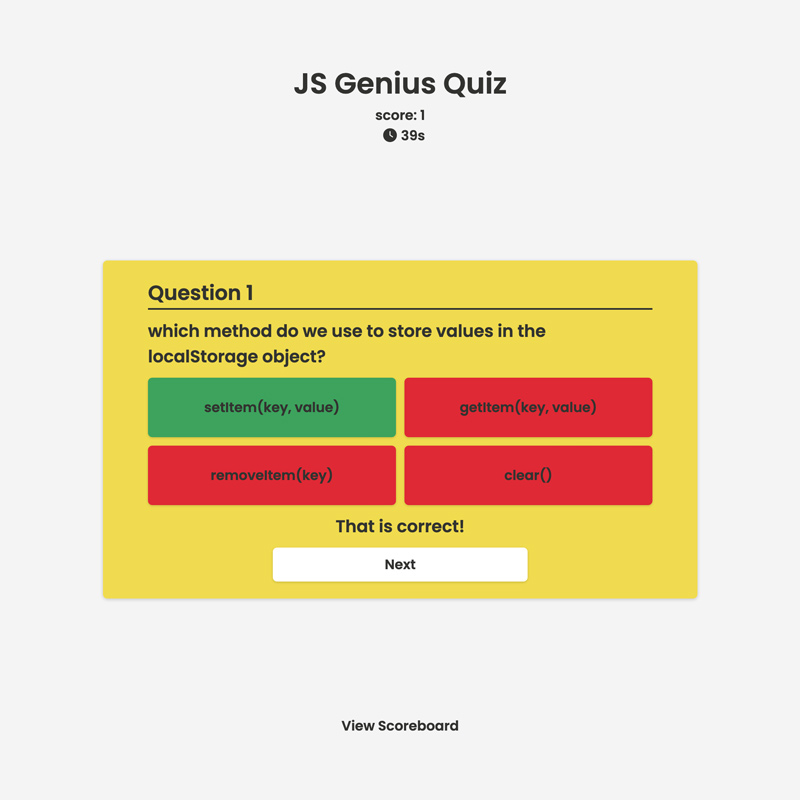 JS Genius Quiz
score: 1
39s
Question 1
which method do we use to store values in the
localStorage object?
setItem(key, value)
getItem(key, value)
removeItem(key)
clear()
That is correct!
Next
View Scoreboard